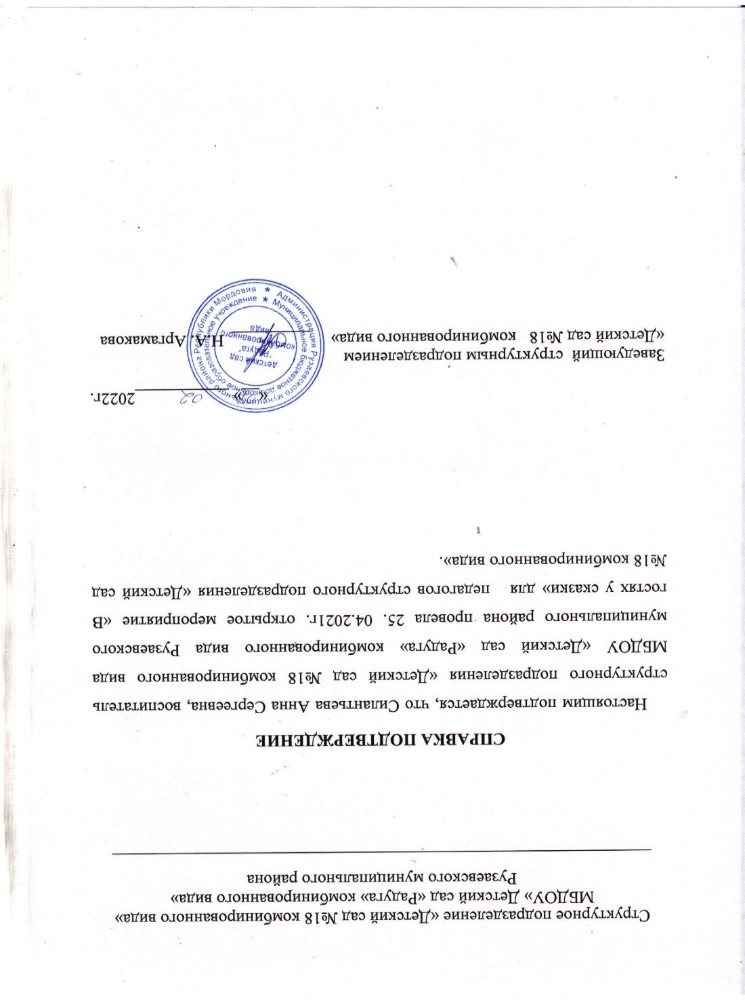 Структурное подразделение «Детский сад №18 комбинированного вида»
МБДОУ» Детский сад «Радуга» комбинированного вида»
Рузаевского муниципального района
СПРАВКА ПОДТВЕРЖДЕНИЕ
Настоящим подтверждается, что Силантьева Анна Сергеевна, воспитатель
структурного подразделения «Детский сад №18 комбинированного вида
МБДОУ «Детский сад «Радуга» комбинированного вида Рузаевского
муниципального района провела 25. 04.2021г. открытое мероприятие «В
гостях у сказки» для педагогов структурного подразделения «Детский сад
№18 комбинированного вида».
« » 02 2022г.
Заведующий структурным подразделением
«Детский сад №18 комбинированного вида» Н.А. Аргамакова
Администрация Рузаевского муниципального района Республики Мордовия
Муниципальное бюджетное дошкольное образовательное учреждение
детский сад
"Радуга"
комбинированного
вида